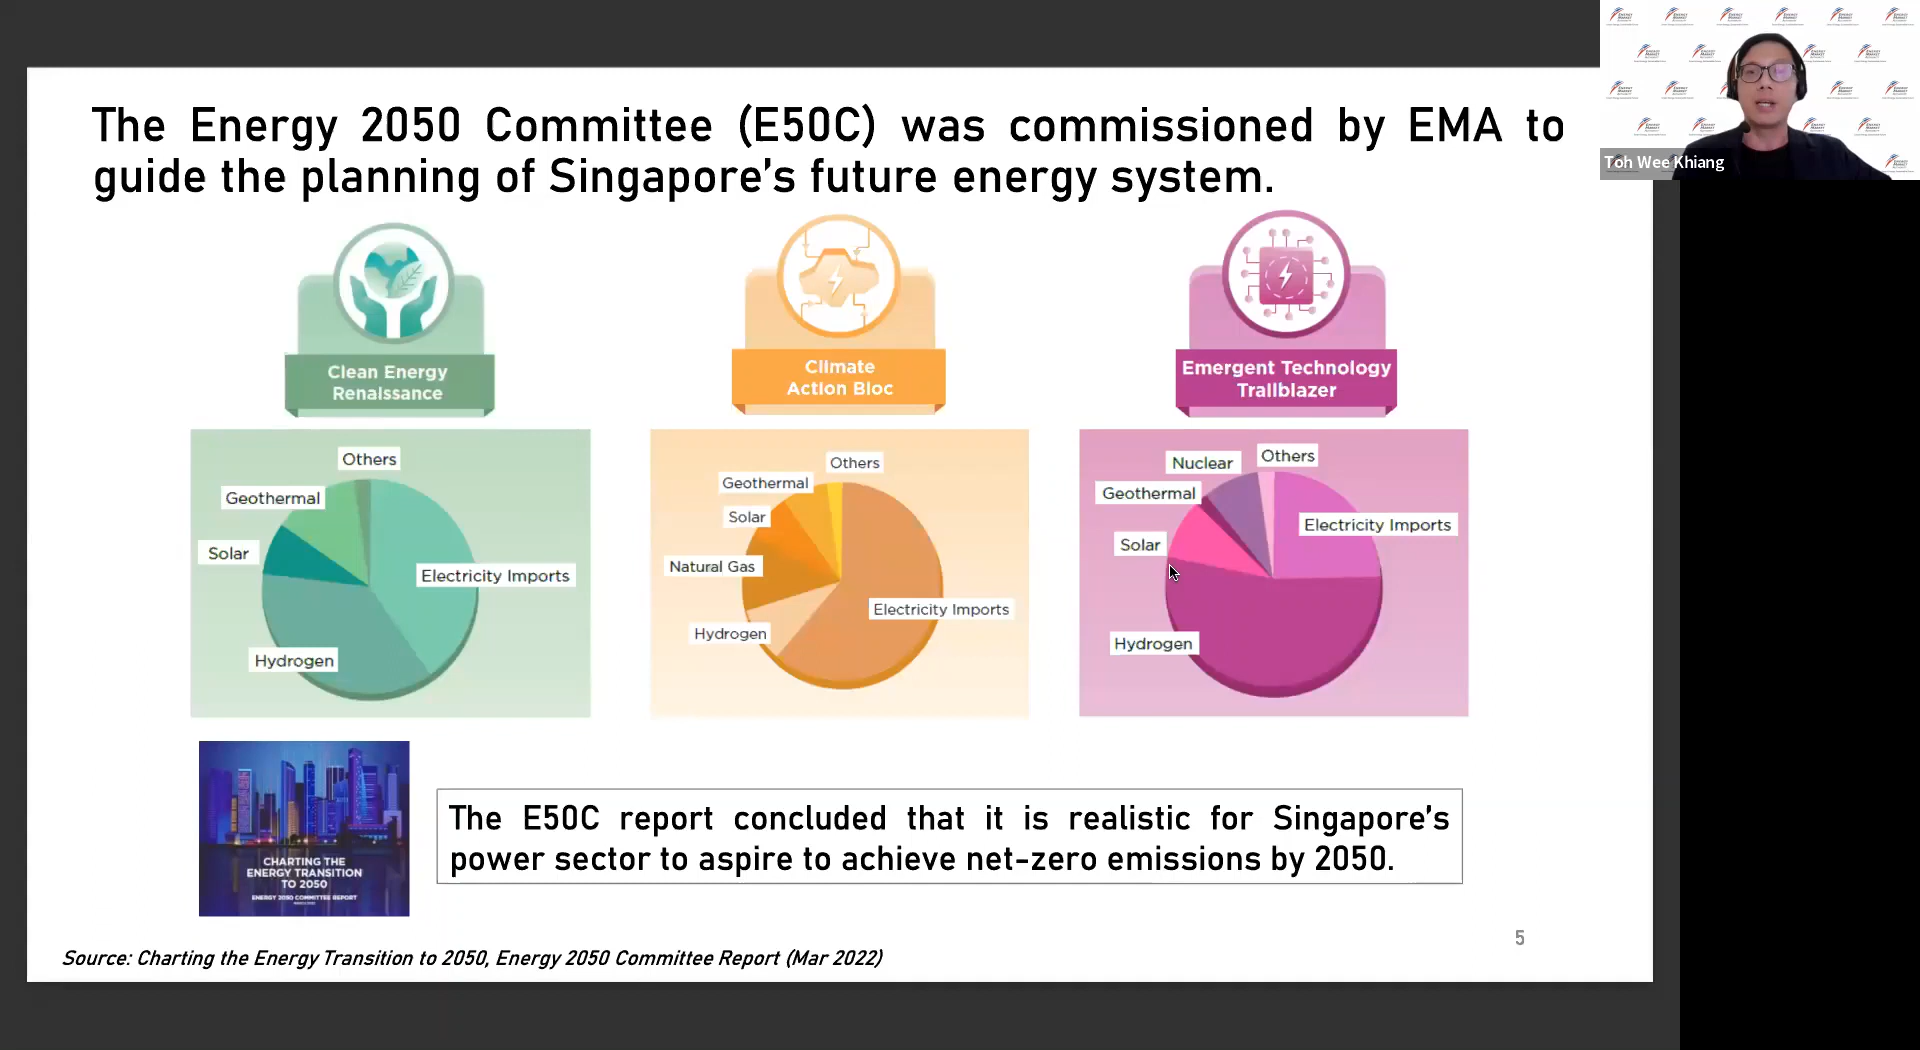 The Energy 2050 Committee (E50C) was commissioned by EMA to
guide the planning of Singapore's future energy system.
Toh Wee Khiang
Clean Energy
Renaissance
Climate
Action Bloc
Emergent Technology
Trailblazer
Others
Geothermal
Solar
Electricity Imports
Hydrogen
Others
Geothermal
Solar
Natural Gas
Electricity Imports
Hydrogen
Nuclear
Others
Geothermal
Electricity Imports
Solar
Hydrogen
CHARTING THE
ENERGY TRANSITION
TO 2050
ENERGY 2050 COMMITTEE REPORT
The E50C report concluded that it is realistic for Singapore's
power sector to aspire to achieve net-zero emissions by 2050.
5
Source: Charting the Energy Transition to 2050, Energy 2050 Committee Report (Mar 2022)